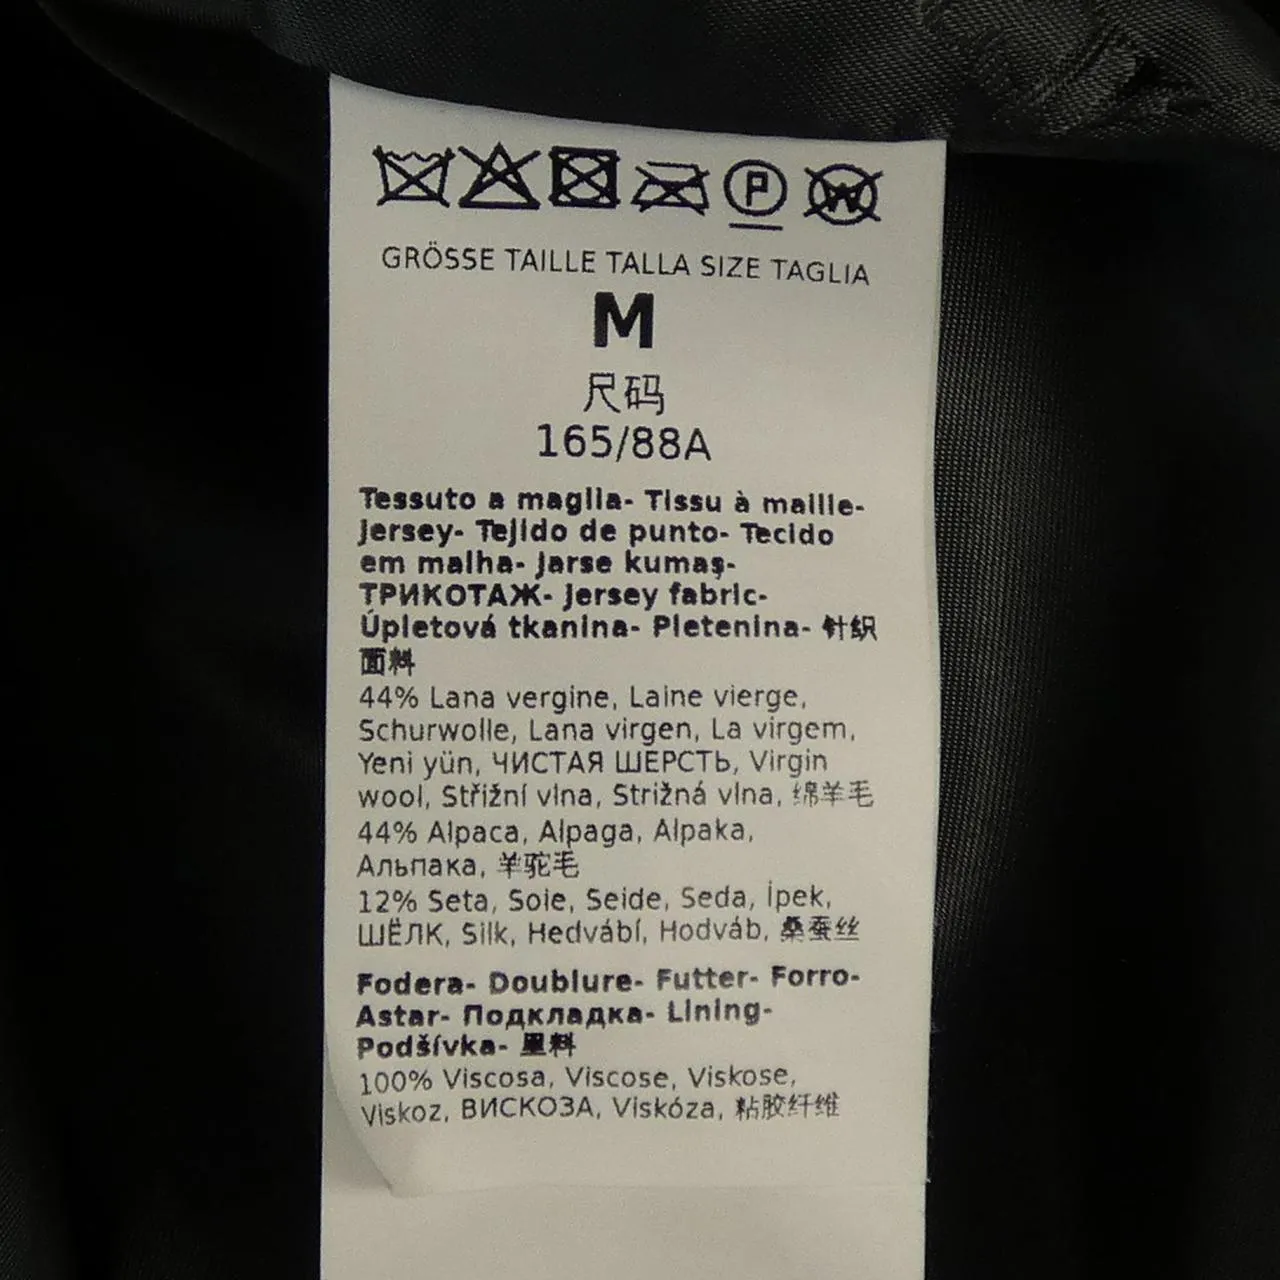 P W
GRÖSSE TAILLE TALLA SIZE TAGLIA
M
尺码
165/88A
Tessuto a maglia- Tissu à maille-
Jersey- Tejido de punto- Tecido
em malha- Jarse kumaş-
ТРИКОТАЖ- Jersey fabric-
Úpletová tkanina- Pletenina- 针织
面料
44% Lana vergine, Laine vierge,
Schurwolle, Lana virgen, La virgem,
Yeni yün, ЧИСТАЯ ШЕРСТЬ, Virgin
wool, Střižní vlna, Strižná vlna, 绵羊毛
44% Alpaca, Alpaga, Alpaka,
Альпака, 羊驼毛
12% Seta, Soie, Seide, Seda, İpek,
ШЁЛК, Silk, Hedvábí, Hodváb, 桑蚕丝
Fodera- Doublure- Futter- Forro-
Astar- Подкладка- Lining-
Podšívka- 里料
100% Viscosa, Viscose, Viskose,
Viskoz, ВИСКОЗА, Viskóza, 粘胶纤维